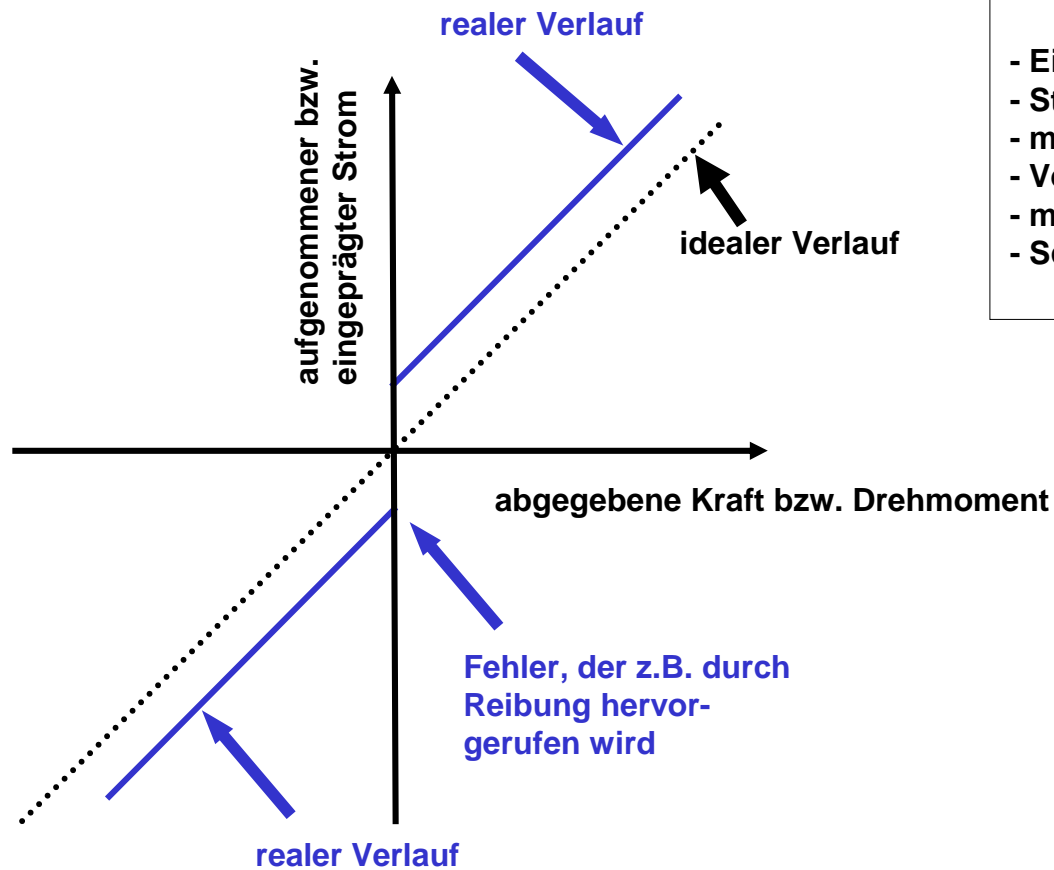 realer Verlauf
aufgenommener bzw.
eingeprägter Strom
idealer Verlauf
abgegebene Kraft bzw. Drehmoment
Fehler, der z.B. durch
Reibung hervor-
gerufen wird
realer Verlauf